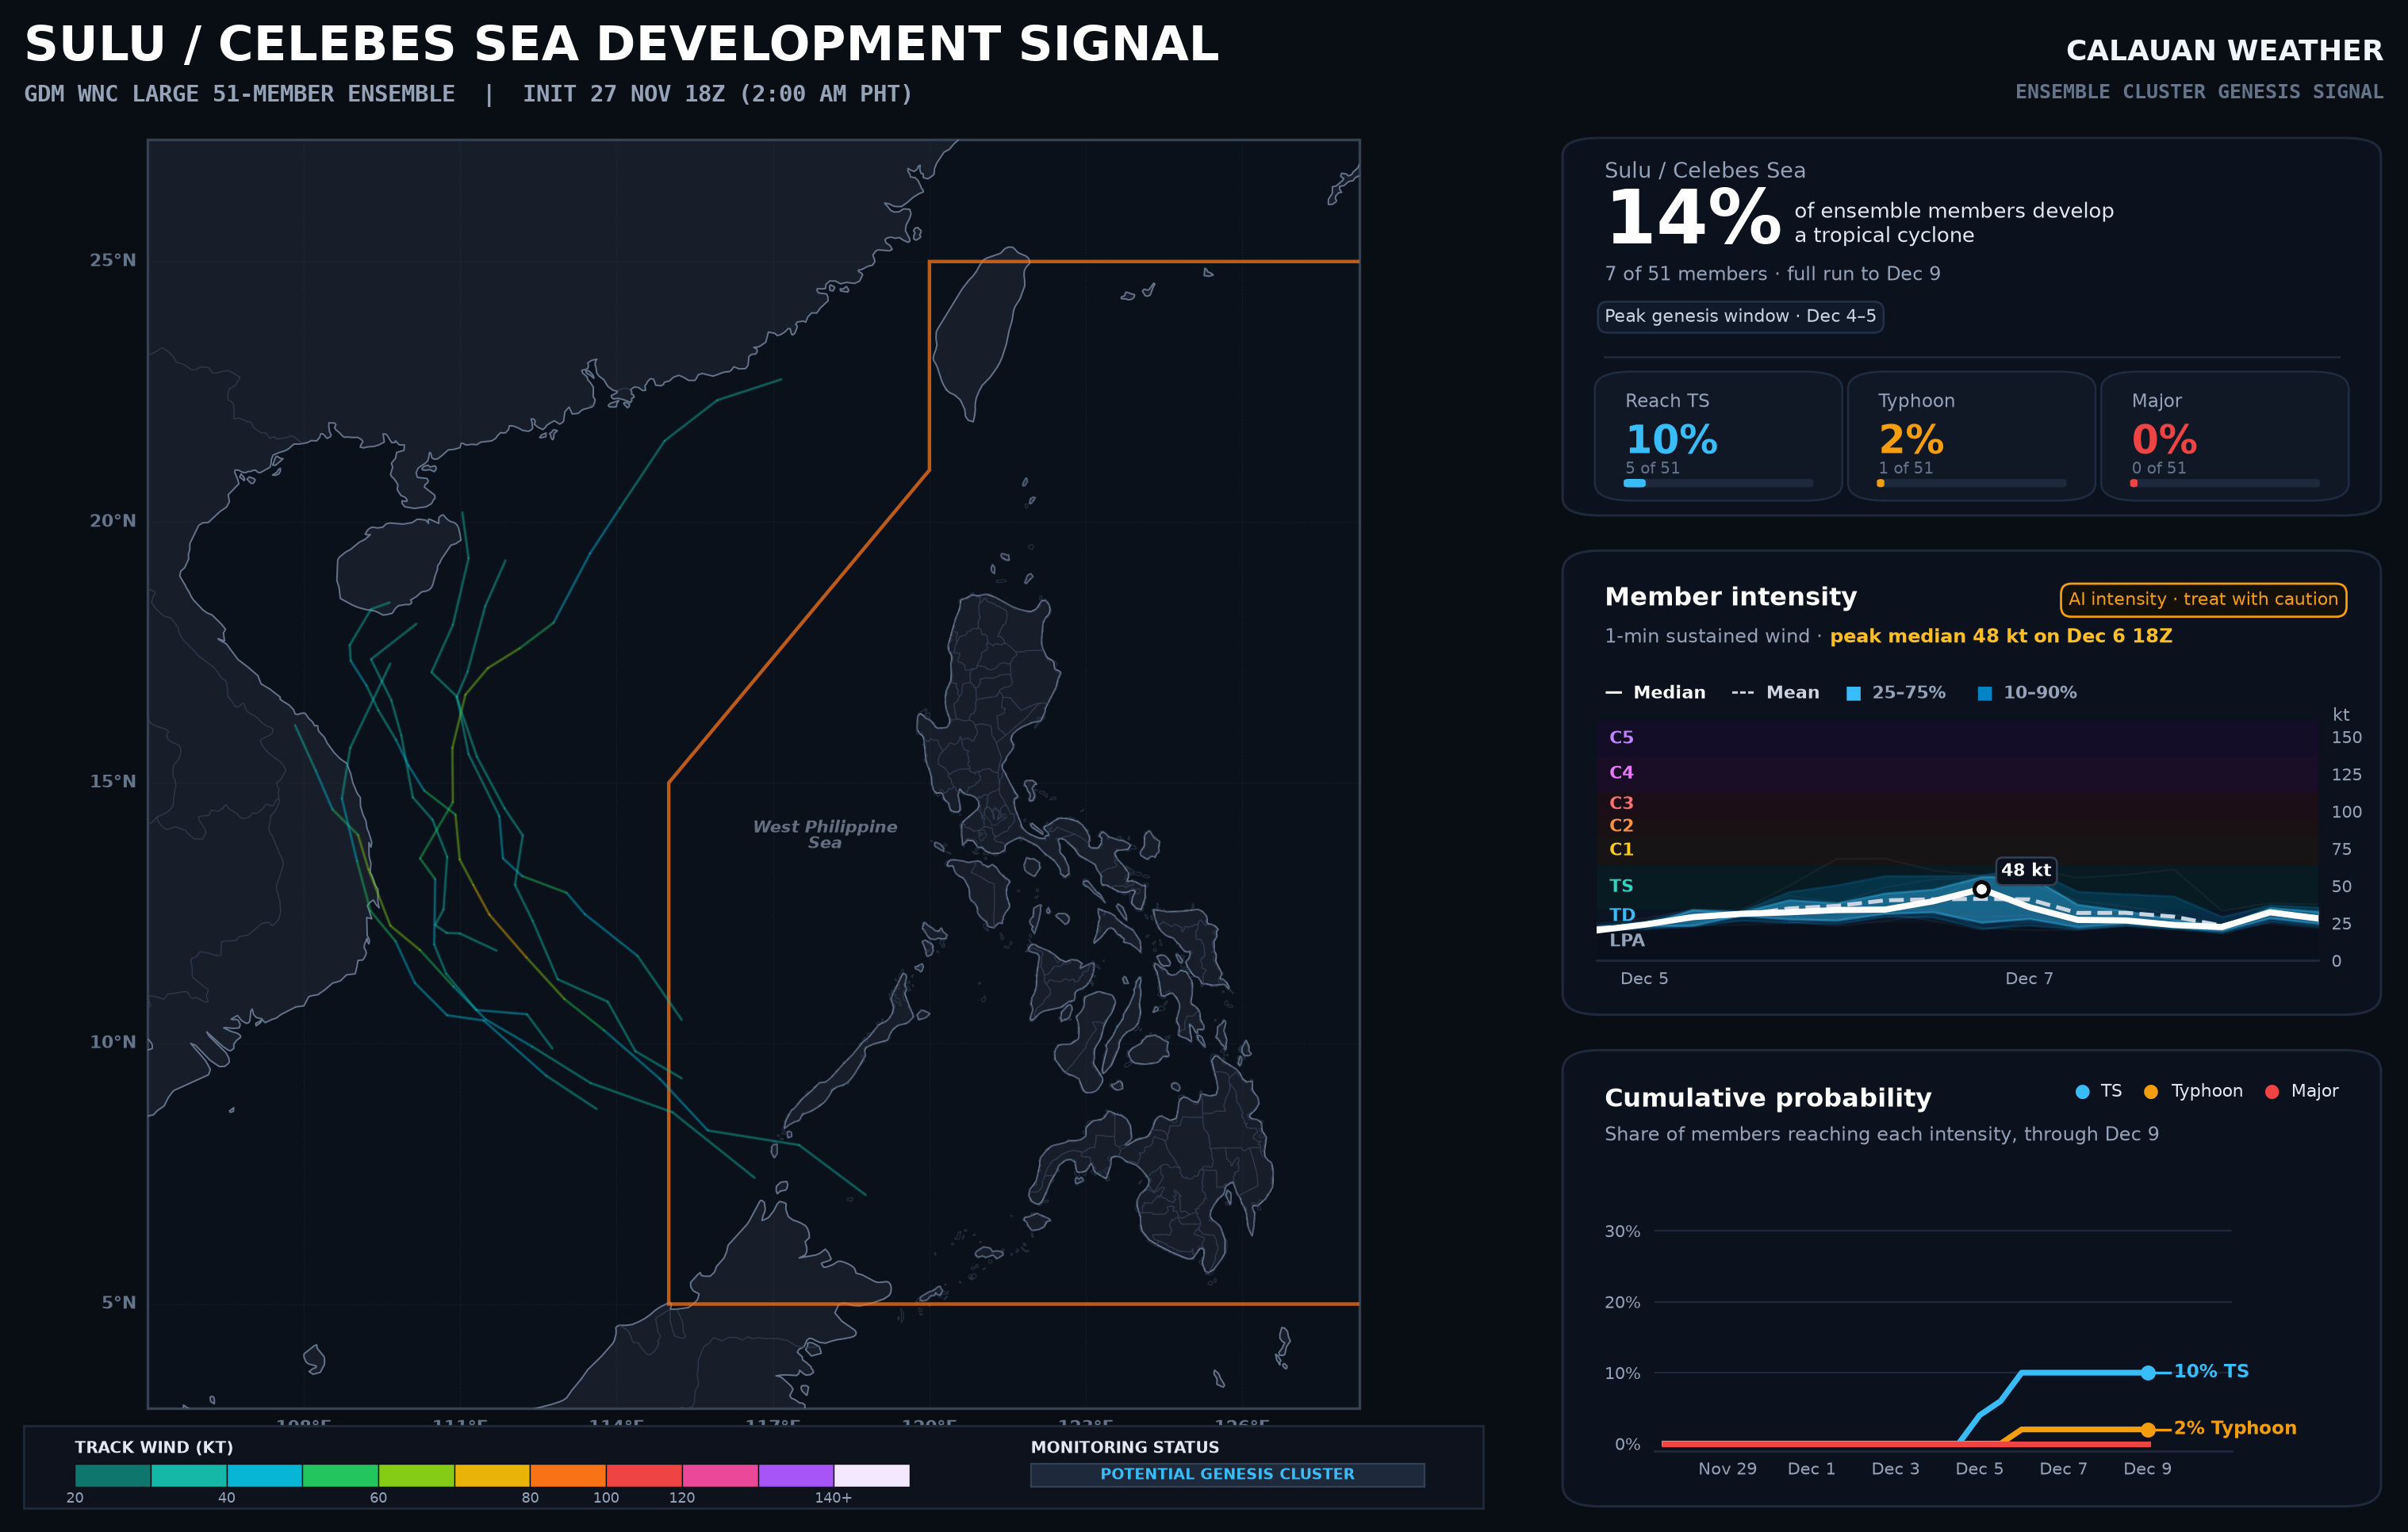 SULU / CELEBES SEA DEVELOPMENT SIGNAL
GDM WNC LARGE 51-MEMBER ENSEMBLE | INIT 27 NOV 18Z (2:00 AM PHT)
CALAUAN WEATHER
ENSEMBLE CLUSTER GENESIS SIGNAL
25°N
20°N
15°N
10°N
5°N
West Philippine
Sea
108°E 111°E 114°E 117°E 120°E 123°E 126°E
TRACK WIND (KT)
20 40 60 80 100 120 140+
MONITORING STATUS
POTENTIAL GENESIS CLUSTER
Sulu / Celebes Sea
14% of ensemble members develop
a tropical cyclone
7 of 51 members · full run to Dec 9
Peak genesis window · Dec 4–5
Reach TS
10%
5 of 51
Typhoon
2%
1 of 51
Major
0%
0 of 51
Member intensity
AI intensity · treat with caution
1-min sustained wind · peak median 48 kt on Dec 6 18Z
Median Mean 25–75% 10–90%
kt
C5
C4
C3
C2
C1
TS
TD
LPA
150
125
100
75
50
25
0
48 kt
Dec 5 Dec 7
Cumulative probability
TS Typhoon Major
Share of members reaching each intensity, through Dec 9
30%
20%
10%
0%
10% TS
2% Typhoon
Nov 29 Dec 1 Dec 3 Dec 5 Dec 7 Dec 9